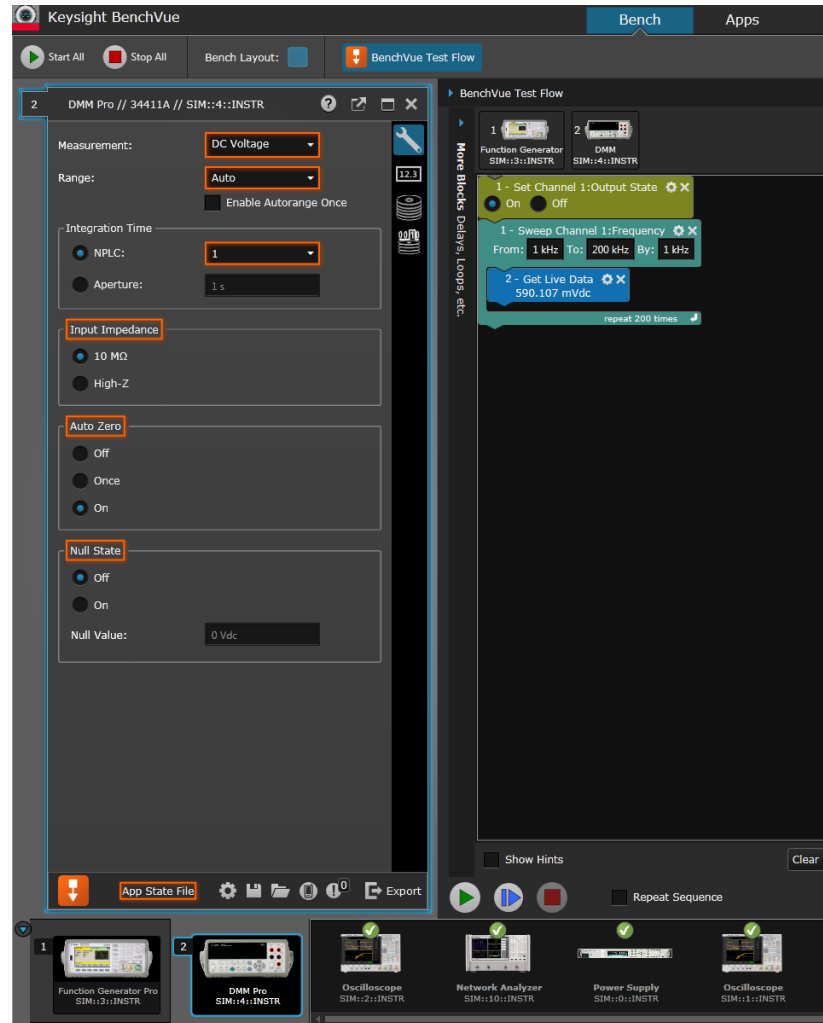 Keysight BenchVue
Bench Apps
Start All Stop All Bench Layout: BenchVue Test Flow
2 DMM Pro // 34411A // SIM::4::INSTR
Measurement: DC Voltage
Range: Auto
Enable Autorange Once
Integration Time
NPLC: 1
Aperture: 1 s
Input Impedance
10 MΩ
High-Z
Auto Zero
Off
Once
On
Null State
Off
On
Null Value: 0 Vdc
12.3
App State File 0 Export
BenchVue Test Flow
More Blocks Delays, Loops, etc.
1
Function Generator
SIM::3::INSTR
2
DMM
SIM::4::INSTR
1 - Set Channel 1:Output State
On Off
1 - Sweep Channel 1:Frequency
From: 1 kHz To: 200 kHz By: 1 kHz
2 - Get Live Data
590.107 mVdc
repeat 200 times
Show Hints Clear
Repeat Sequence
1
Function Generator Pro
SIM::3::INSTR
2
DMM Pro
SIM::4::INSTR
Oscilloscope
SIM::2::INSTR
Network Analyzer
SIM::10::INSTR
Power Supply
SIM::0::INSTR
Oscilloscope
SIM::1::INSTR